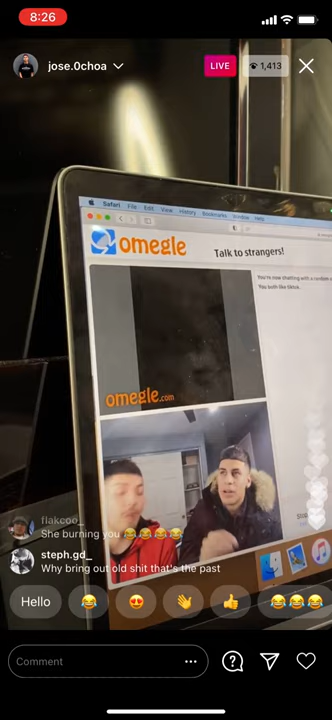 8:26
jose.0choa
LIVE
1,413
Safari File Edit View History Bookmarks Window Help
omegle
Talk to strangers!
You're now chatting with a random
You both like tiktok.
omegle.com
flakcoo_
She burning you 😂😂😂😂
steph.gd_
Why bring out old shit that's the past
Hello 😂 😍 👋 👍 😂😂😂
Comment